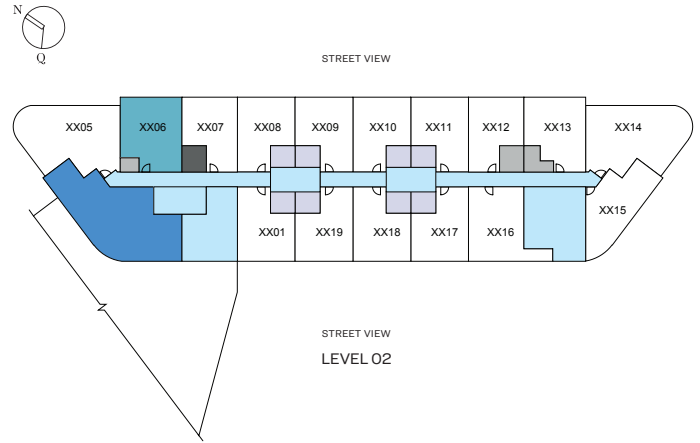 N
Q
STREET VIEW
XX05
XX06
XX07
XX08
XX09
XX10
XX11
XX12
XX13
XX14
XX15
XX01
XX19
XX18
XX17
XX16
STREET VIEW
LEVEL 02